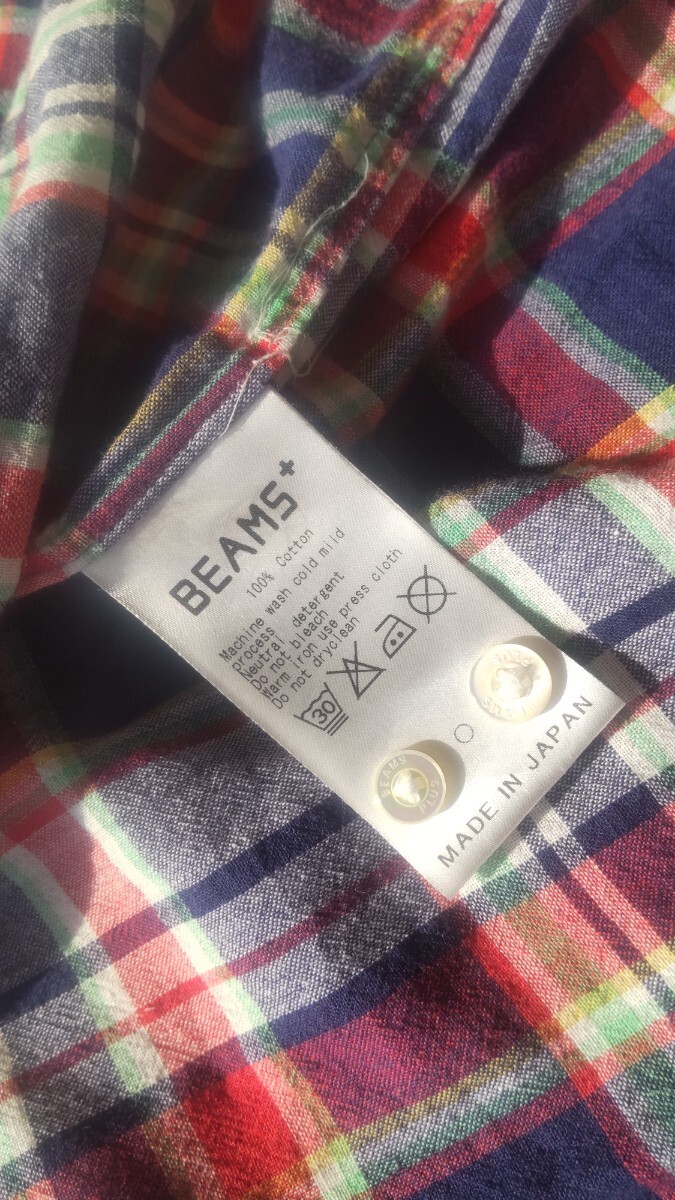 BEAMS+
100% Cotton
Machine wash cold mild
process
Neutral detergent
Do not bleach
Warm iron use press cloth
Do not dryclean
30
BEAMS PLUS
MADE IN JAPAN